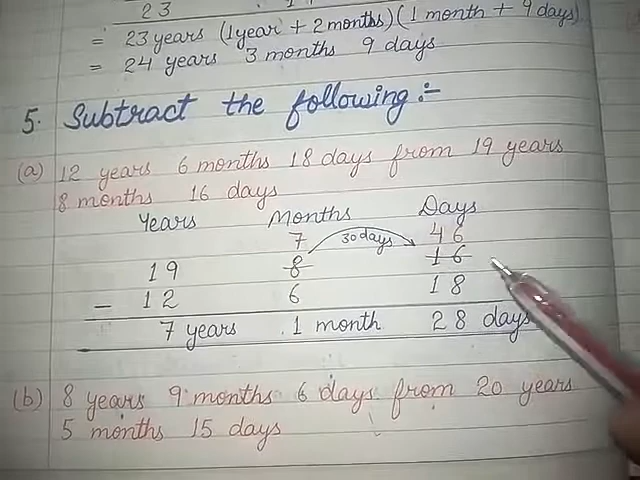 23
= 23 years (1 year + 2 months) (1 month + 9 days)
= 24 years 3 months 9 days
5. Subtract the following :-
(a) 12 years 6 months 18 days from 19 years
8 months 16 days
Years Months Days
7 30 days 46
19 8 16
- 12 6 18
7 years 1 month 28 days
(b) 8 years 9 months 6 days from 20 years
5 months 15 days